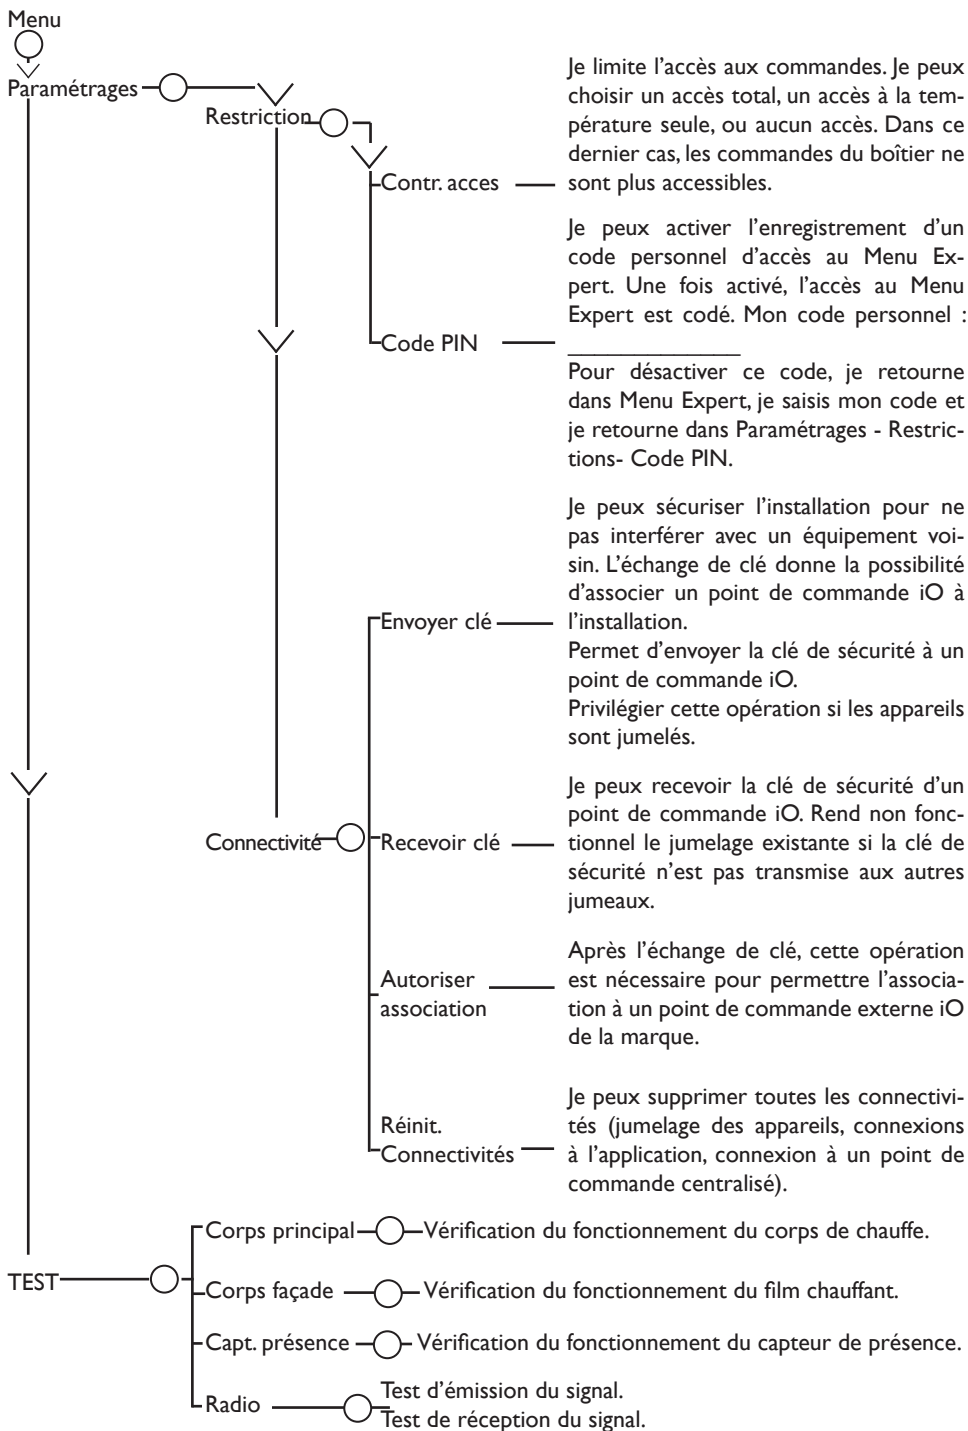 Menu
Paramétrages
Restriction
Je limite l'accès aux commandes. Je peux
choisir un accès total, un accès à la tem-
pérature seule, ou aucun accès. Dans ce
dernier cas, les commandes du boîtier ne
Contr. acces
sont plus accessibles.
Je peux activer l'enregistrement d'un
code personnel d'accès au Menu Ex-
pert. Une fois activé, l'accès au Menu
Expert est codé. Mon code personnel :
Code PIN
_____________
Pour désactiver ce code, je retourne
dans Menu Expert, je saisis mon code et
je retourne dans Paramétrages - Restric-
tions- Code PIN.
Je peux sécuriser l'installation pour ne
pas interférer avec un équipement voi-
sin. L'échange de clé donne la possibilité
d'associer un point de commande iO à
Envoyer clé
l'installation.
Permet d'envoyer la clé de sécurité à un
point de commande iO.
Privilégier cette opération si les appareils
sont jumelés.
Connectivité
Recevoir clé
Je peux recevoir la clé de sécurité d'un
point de commande iO. Rend non fonc-
tionnel le jumelage existante si la clé de
sécurité n'est pas transmise aux autres
jumeaux.
Autoriser
association
Après l'échange de clé, cette opération
est nécessaire pour permettre l'associa-
tion à un point de commande externe iO
de la marque.
Réinit.
Connectivités
Je peux supprimer toutes les connectivi-
tés (jumelage des appareils, connexions
à l'application, connexion à un point de
commande centralisé).
TEST
Corps principal
Vérification du fonctionnement du corps de chauffe.
Corps façade
Vérification du fonctionnement du film chauffant.
Capt. présence
Vérification du fonctionnement du capteur de présence.
Radio
Test d'émission du signal.
Test de réception du signal.